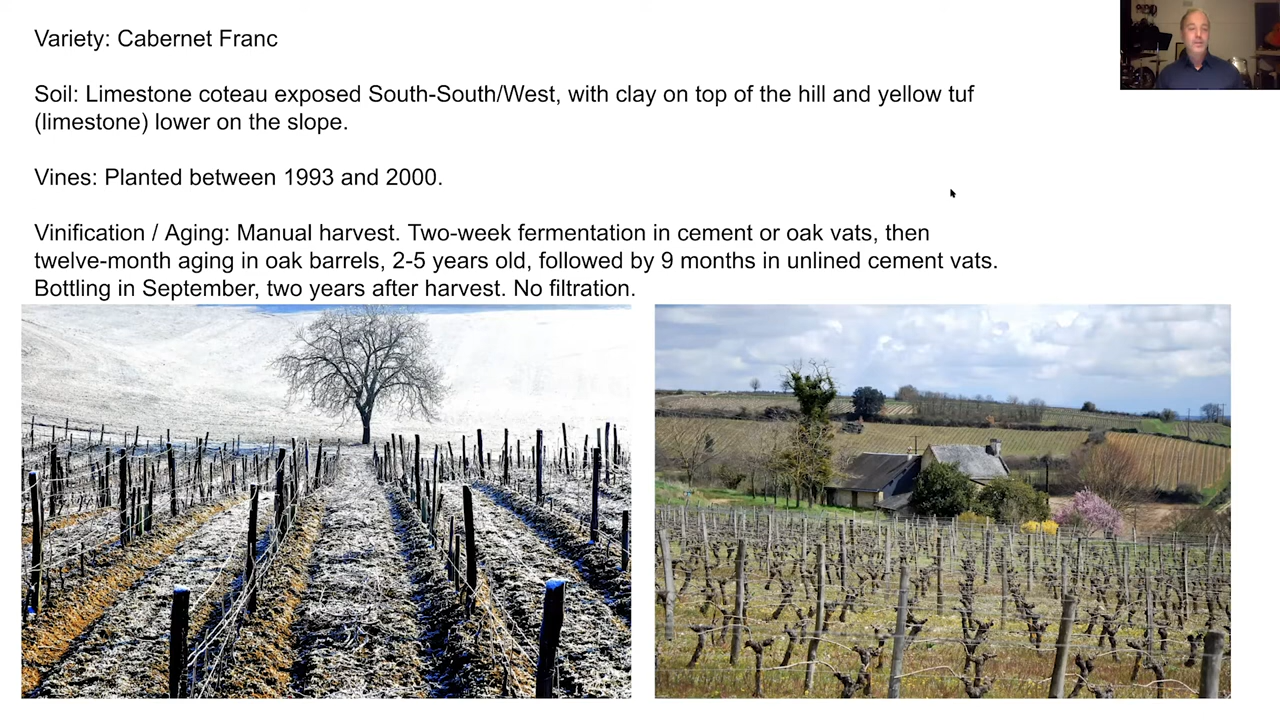 Variety: Cabernet Franc
Soil: Limestone coteau exposed South-South/West, with clay on top of the hill and yellow tuf
(limestone) lower on the slope.
Vines: Planted between 1993 and 2000.
Vinification / Aging: Manual harvest. Two-week fermentation in cement or oak vats, then
twelve-month aging in oak barrels, 2-5 years old, followed by 9 months in unlined cement vats.
Bottling in September, two years after harvest. No filtration.